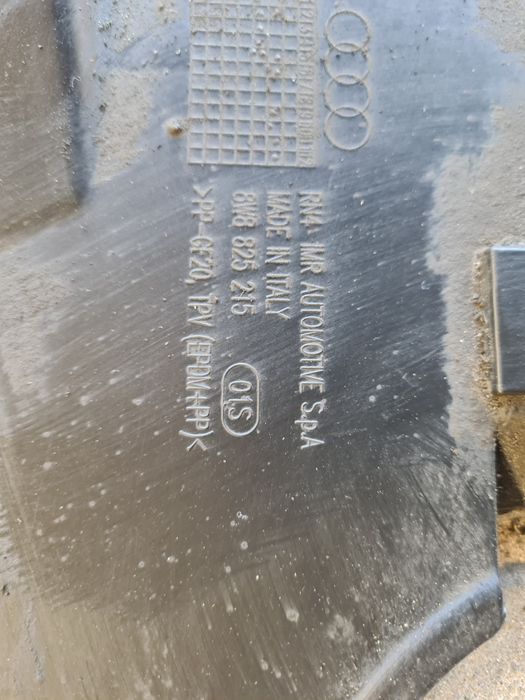 RN4- IMR AUTOMOTIVE S.p.A
MADE IN ITALY
8W8 825 215
01S
>PP-GF20, TPV (EPDM+PP)<